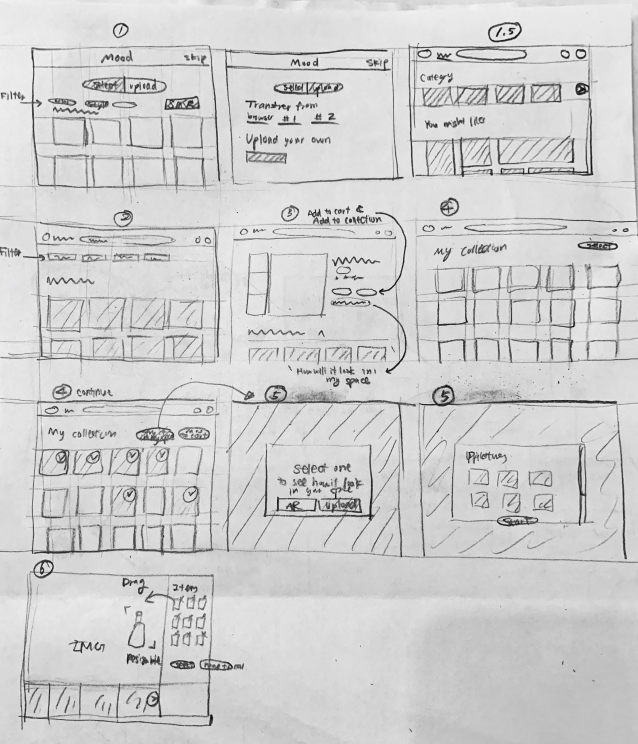 1
Mood
Skip
select
upload
Filter
Mood
Skip
select
upload
Transfer from
browser #1 #2
Upload your own
1.5
Category
You might like
2
Filter
3
Add to cart &
Add to collection
How will it look in
my space
4
My collection
select
4 continue
My collection
5
Select one
to see how it look
in your space
AR
upload
5
Start
6
Drag
Items
IMG
Resizable